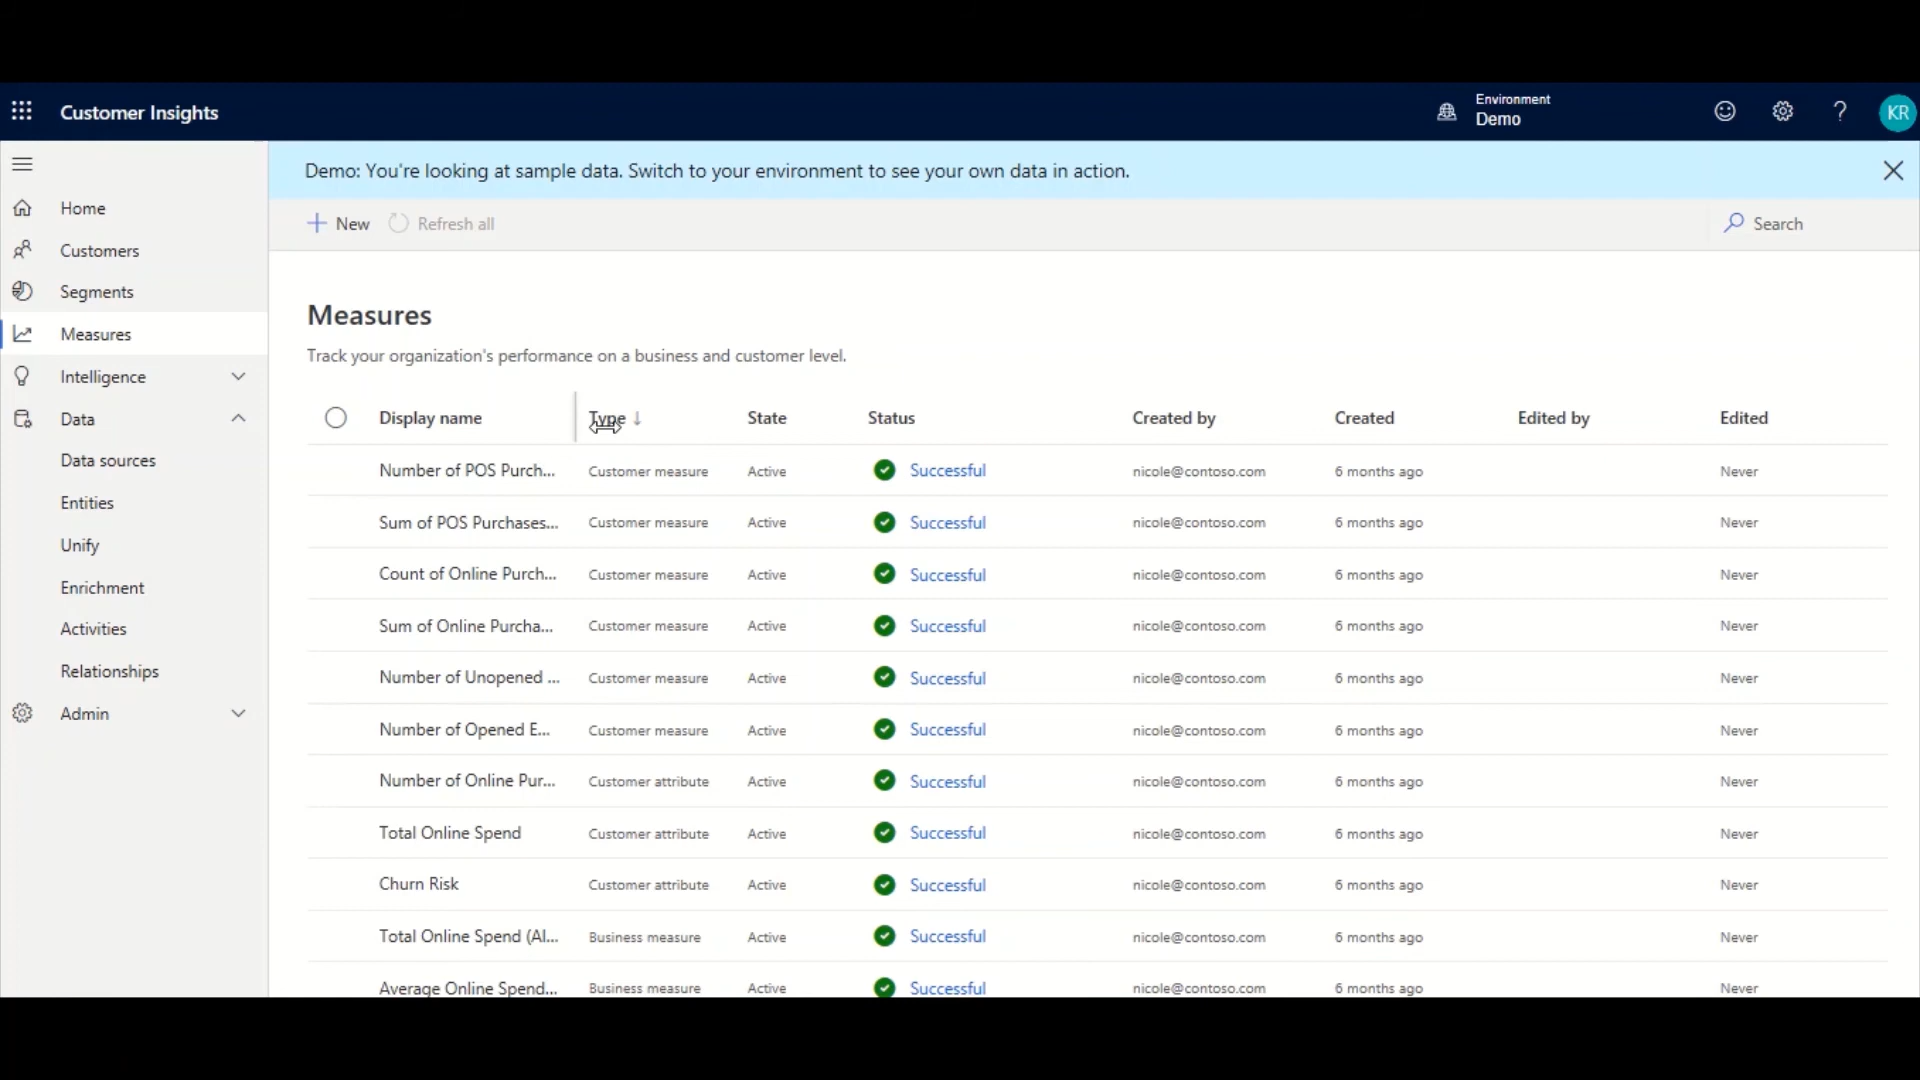 Customer Insights
Environment
Demo
?
KR
Demo: You're looking at sample data. Switch to your environment to see your own data in action.
Home
Customers
Segments
Measures
Intelligence
Data
Data sources
Entities
Unify
Enrichment
Activities
Relationships
Admin
New Refresh all Search
Measures
Track your organization's performance on a business and customer level.
Display name Type ↓ State Status Created by Created Edited by Edited
Number of POS Purch... Customer measure Active Successful nicole@contoso.com 6 months ago Never
Sum of POS Purchases... Customer measure Active Successful nicole@contoso.com 6 months ago Never
Count of Online Purch... Customer measure Active Successful nicole@contoso.com 6 months ago Never
Sum of Online Purcha... Customer measure Active Successful nicole@contoso.com 6 months ago Never
Number of Unopened ... Customer measure Active Successful nicole@contoso.com 6 months ago Never
Number of Opened E... Customer measure Active Successful nicole@contoso.com 6 months ago Never
Number of Online Pur... Customer attribute Active Successful nicole@contoso.com 6 months ago Never
Total Online Spend Customer attribute Active Successful nicole@contoso.com 6 months ago Never
Churn Risk Customer attribute Active Successful nicole@contoso.com 6 months ago Never
Total Online Spend (Al... Business measure Active Successful nicole@contoso.com 6 months ago Never
Average Online Spend... Business measure Active Successful nicole@contoso.com 6 months ago Never